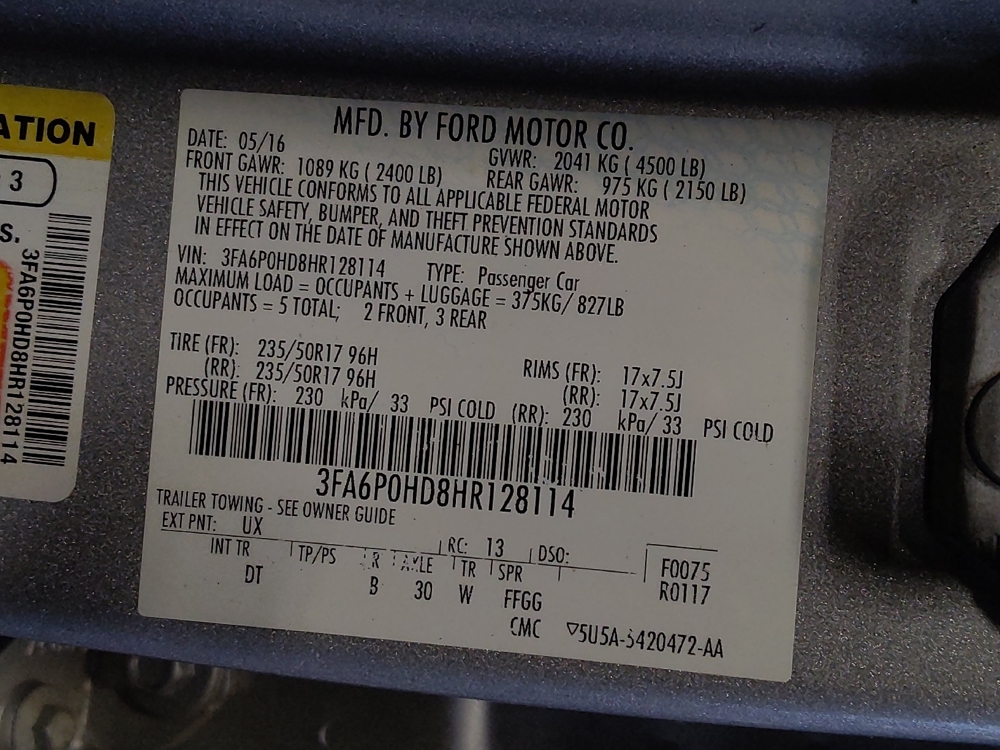 ATION
3
S.
3FA6P0HD8HR128114
MFD. BY FORD MOTOR CO.
DATE: 05/16 GVWR: 2041 KG ( 4500 LB)
FRONT GAWR: 1089 KG ( 2400 LB) REAR GAWR: 975 KG ( 2150 LB)
THIS VEHICLE CONFORMS TO ALL APPLICABLE FEDERAL MOTOR
VEHICLE SAFETY, BUMPER, AND THEFT PREVENTION STANDARDS
IN EFFECT ON THE DATE OF MANUFACTURE SHOWN ABOVE.
VIN: 3FA6P0HD8HR128114 TYPE: Passenger Car
MAXIMUM LOAD = OCCUPANTS + LUGGAGE = 375KG/ 827LB
OCCUPANTS = 5 TOTAL; 2 FRONT, 3 REAR
TIRE (FR): 235/50R17 96H RIMS (FR): 17x7.5J
(RR): 235/50R17 96H (RR): 17x7.5J
PRESSURE (FR): 230 kPa/ 33 PSI COLD (RR): 230 kPa/ 33 PSI COLD
3FA6P0HD8HR128114
TRAILER TOWING - SEE OWNER GUIDE
EXT PNT: UX RC: 13 DSO:
INT TR TP/PS R AXLE TR SPR F0075
DT B 30 W FFGG R0117
CMC ▽5U5A-5420472-AA